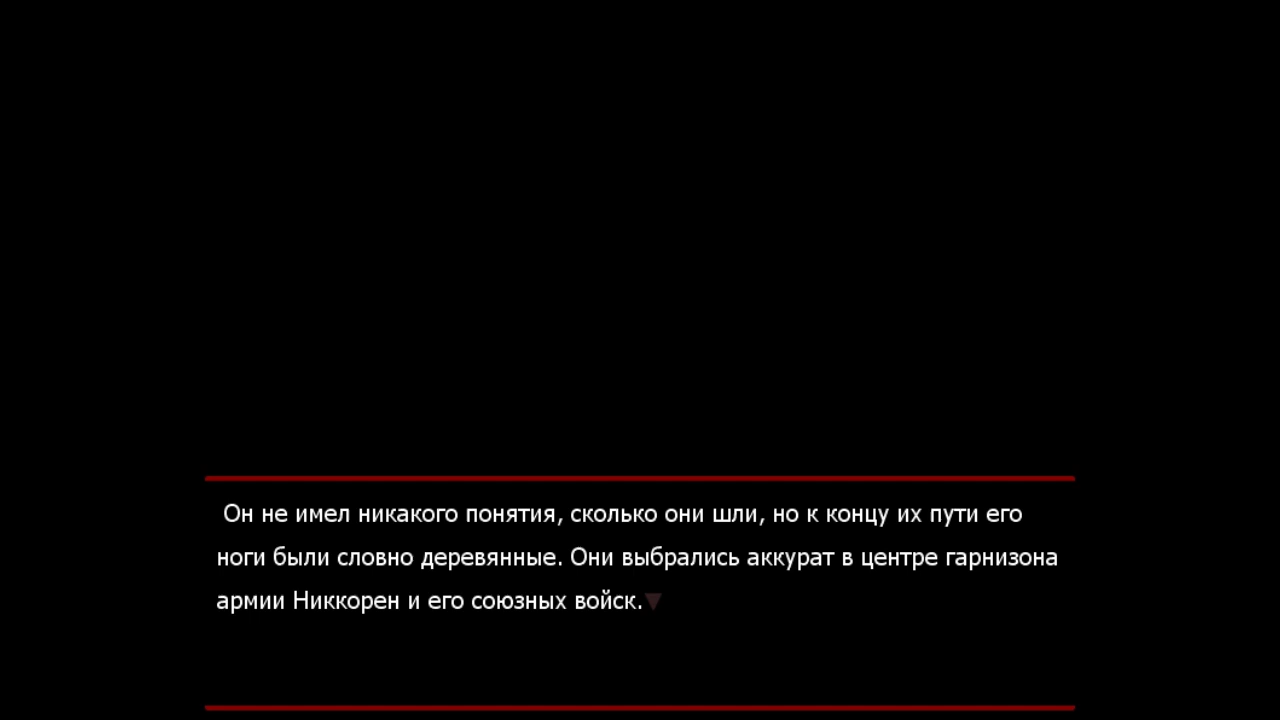 Он не имел никакого понятия, сколько они шли, но к концу их пути его
ноги были словно деревянные. Они выбрались аккурат в центре гарнизона
армии Никкорен и его союзных войск.